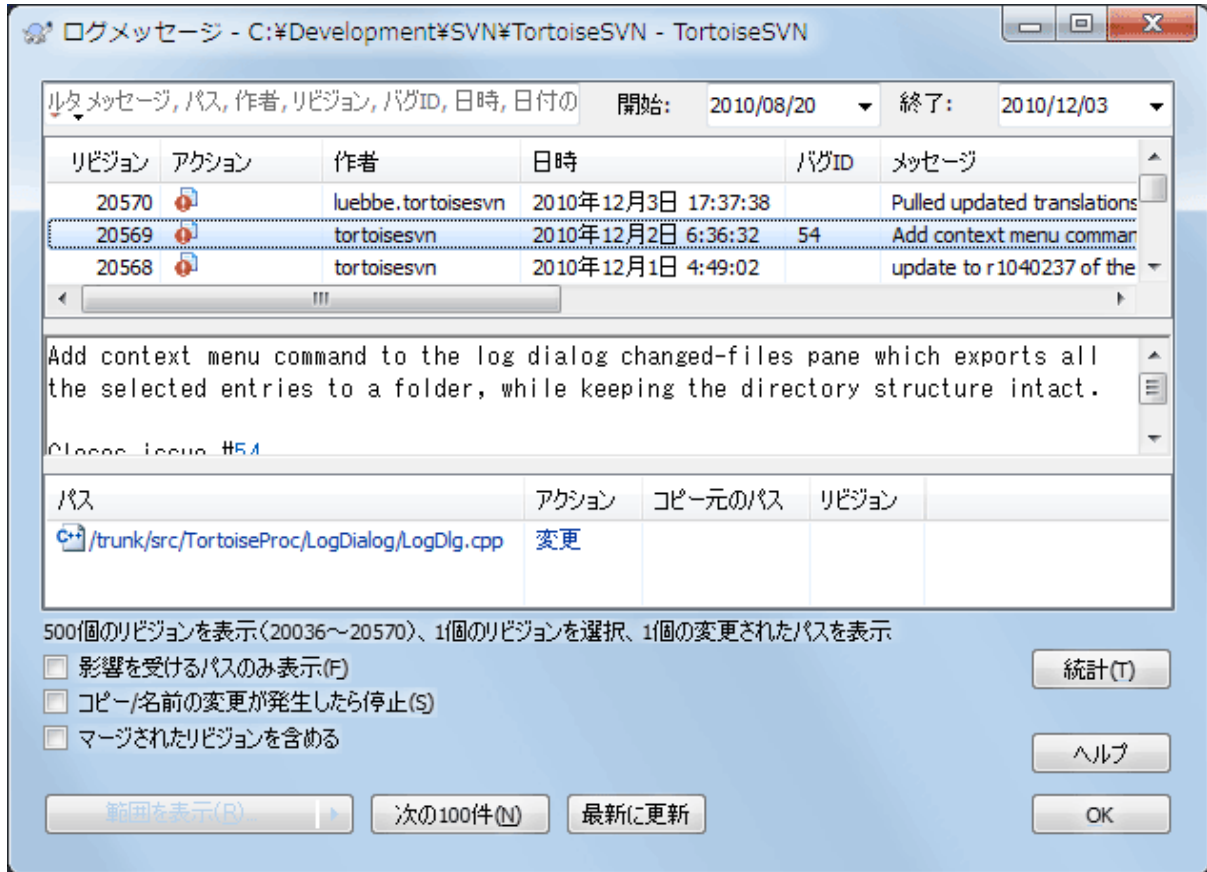 ログメッセージ - C:¥Development¥SVN¥TortoiseSVN - TortoiseSVN
ルタ メッセージ, パス, 作者, リビジョン, バグID, 日時, 日付の 開始: 2010/08/20 終了: 2010/12/03
リビジョン アクション 作者 日時 バグID メッセージ
20570 luebbe.tortoisesvn 2010年12月3日 17:37:38 Pulled updated translations
20569 tortoisesvn 2010年12月2日 6:36:32 54 Add context menu comman
20568 tortoisesvn 2010年12月1日 4:49:02 update to r1040237 of the
Add context menu command to the log dialog changed-files pane which exports all
the selected entries to a folder, while keeping the directory structure intact.
Closes issue #54
パス アクション コピー元のパス リビジョン
C++ /trunk/src/TortoiseProc/LogDialog/LogDlg.cpp 変更
500個のリビジョンを表示(20036～20570)、1個のリビジョンを選択、1個の変更されたパスを表示
影響を受けるパスのみ表示(F)
統計(T)
コピー/名前の変更が発生したら停止(S)
マージされたリビジョンを含める
ヘルプ
範囲を表示(R)... 次の100件(N) 最新に更新 OK